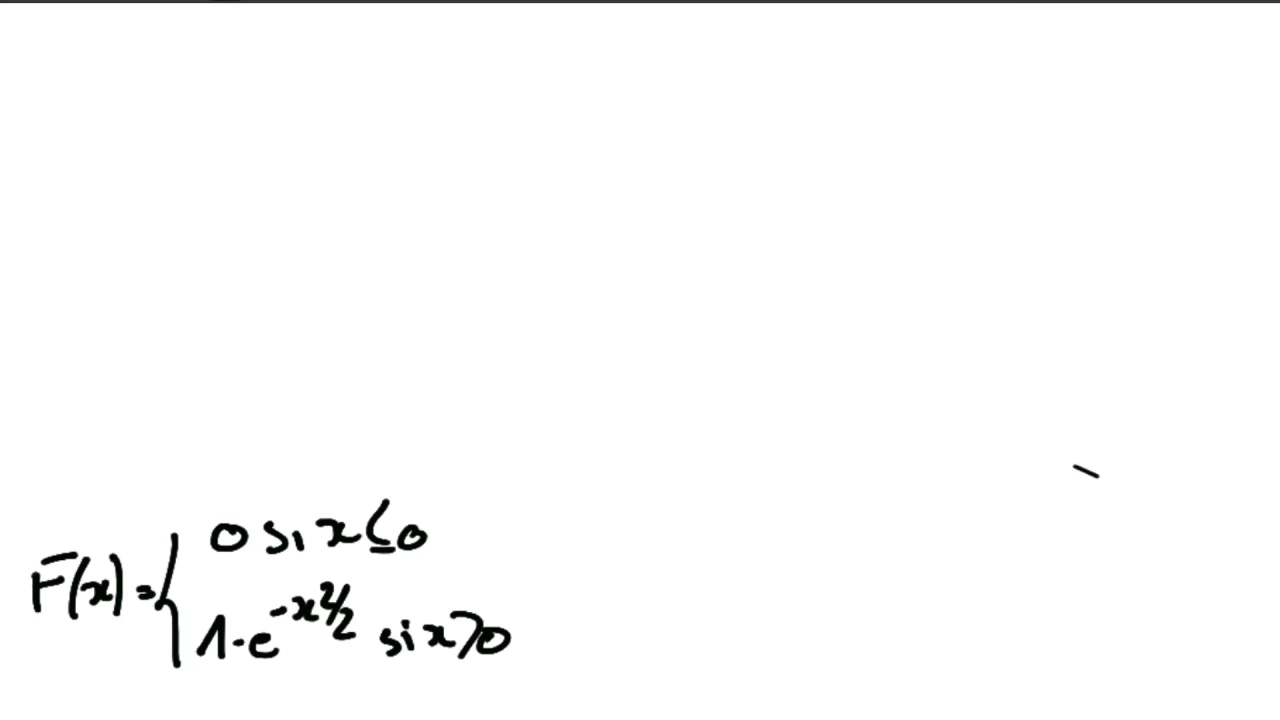 0 si x ≤ 0
F(x) = {
1 - e^{-x²/2} si x > 0